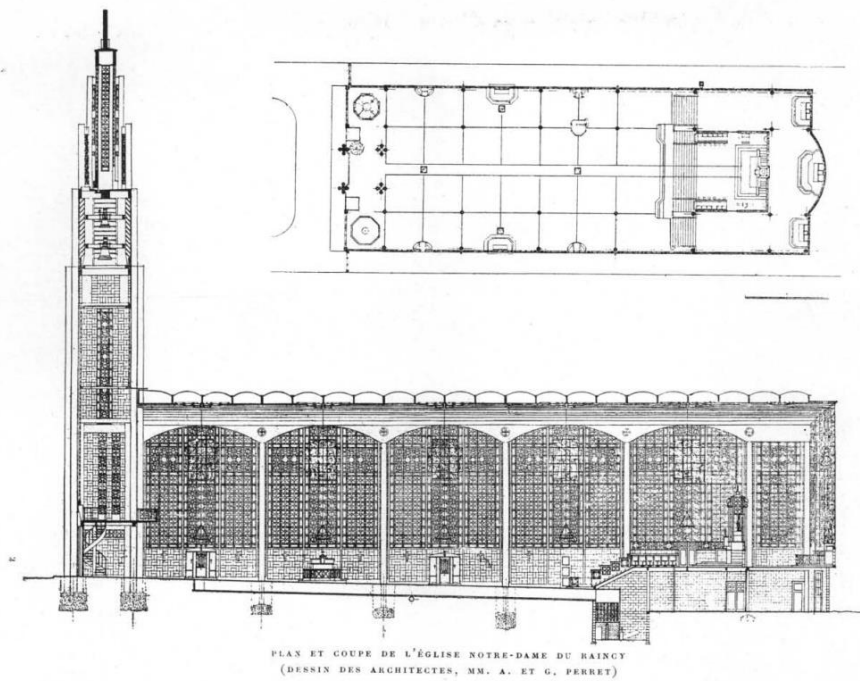 PLAN ET COUPE DE L'ÉGLISE NOTRE-DAME DU RAINCY
(DESSIN DES ARCHITECTES, MM. A. ET G. PERRET)